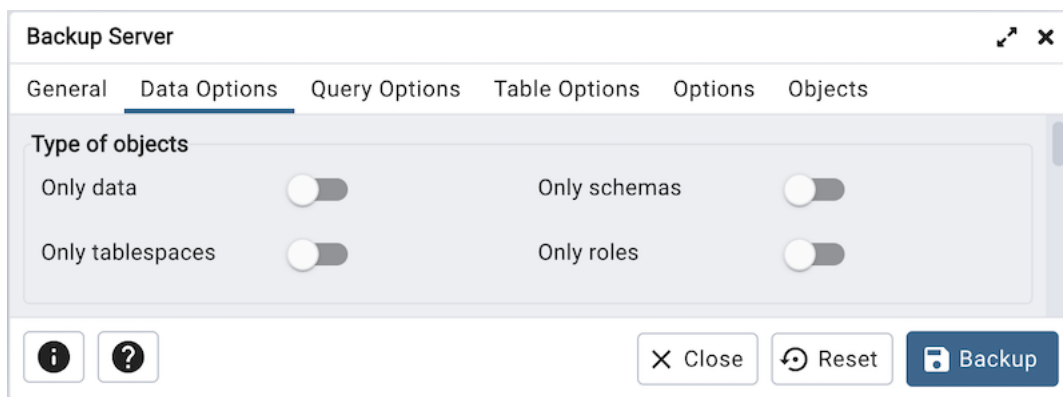 Backup Server
General Data Options Query Options Table Options Options Objects
Type of objects
Only data Only schemas
Only tablespaces Only roles
Close Reset Backup